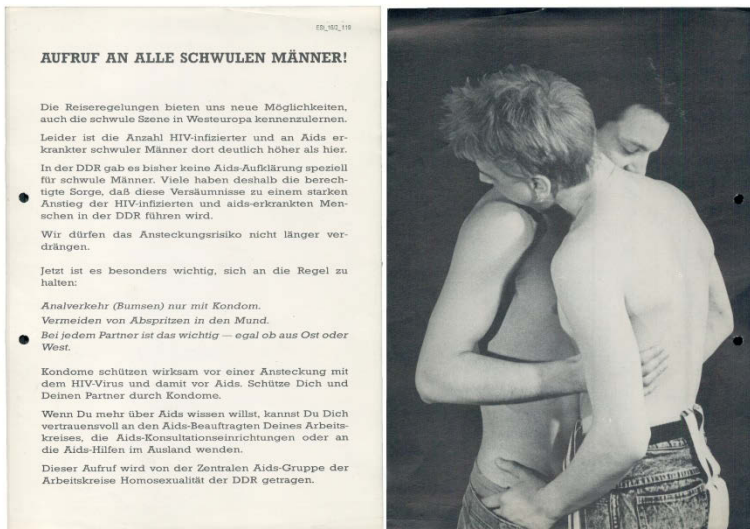 EBI_16/2_119
AUFRUF AN ALLE SCHWULEN MÄNNER!
Die Reiseregelungen bieten uns neue Möglichkeiten,
auch die schwule Szene in Westeuropa kennenzulernen.
Leider ist die Anzahl HIV-infizierter und an Aids er-
krankter schwuler Männer dort deutlich höher als hier.
In der DDR gab es bisher keine Aids-Aufklärung speziell
für schwule Männer. Viele haben deshalb die berech-
tigte Sorge, daß diese Versäumnisse zu einem starken
Anstieg der HIV-infizierten und aids-erkrankten Men-
schen in der DDR führen wird.
Wir dürfen das Ansteckungsrisiko nicht länger ver-
drängen.
Jetzt ist es besonders wichtig, sich an die Regel zu
halten:
Analverkehr (Bumsen) nur mit Kondom.
Vermeiden von Abspritzen in den Mund.
Bei jedem Partner ist das wichtig — egal ob aus Ost oder
West.
Kondome schützen wirksam vor einer Ansteckung mit
dem HIV-Virus und damit vor Aids. Schütze Dich und
Deinen Partner durch Kondome.
Wenn Du mehr über Aids wissen willst, kannst Du Dich
vertrauensvoll an den Aids-Beauftragten Deines Arbeits-
kreises, die Aids-Konsultationseinrichtungen oder an
die Aids-Hilfen im Ausland wenden.
Dieser Aufruf wird von der Zentralen Aids-Gruppe der
Arbeitskreise Homosexualität der DDR getragen.